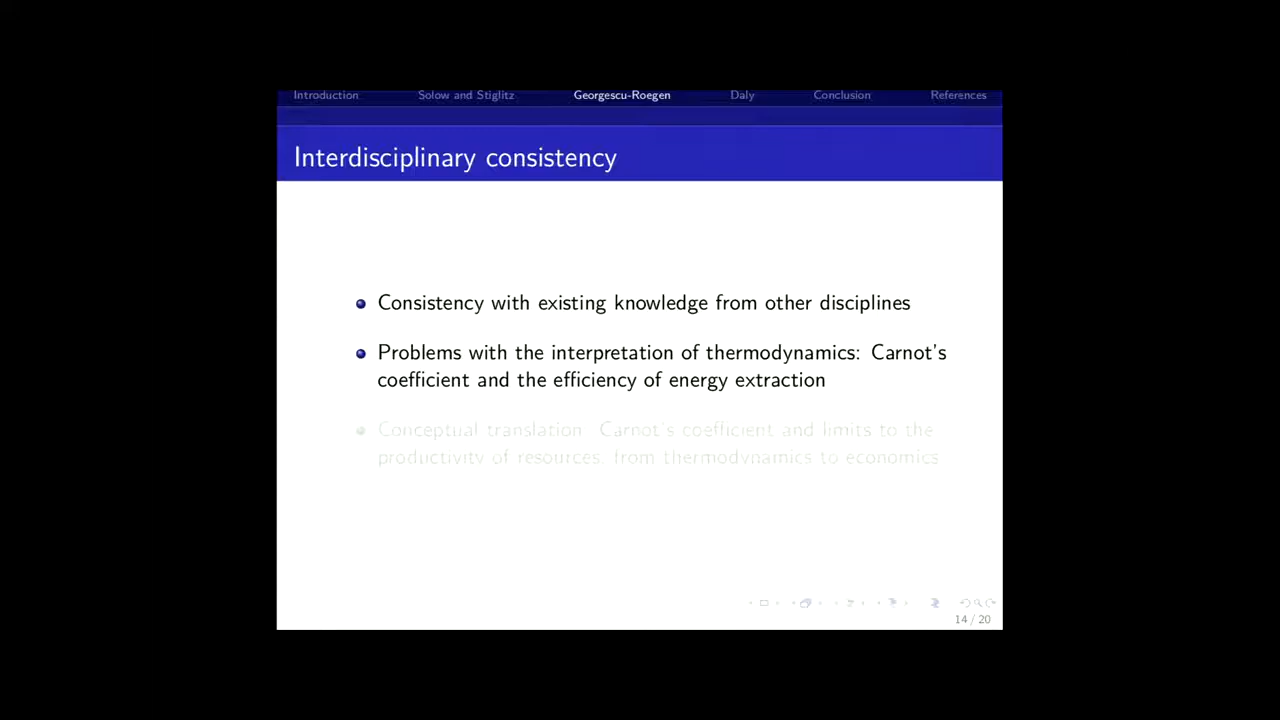 Introduction Solow and Stiglitz Georgescu-Roegen Daly Conclusion References
Interdisciplinary consistency
Consistency with existing knowledge from other disciplines
Problems with the interpretation of thermodynamics: Carnot's
coefficient and the efficiency of energy extraction
Conceptual translation: Carnot's coefficient and limits to the
productivity of resources, from thermodynamics to economics
14 / 20